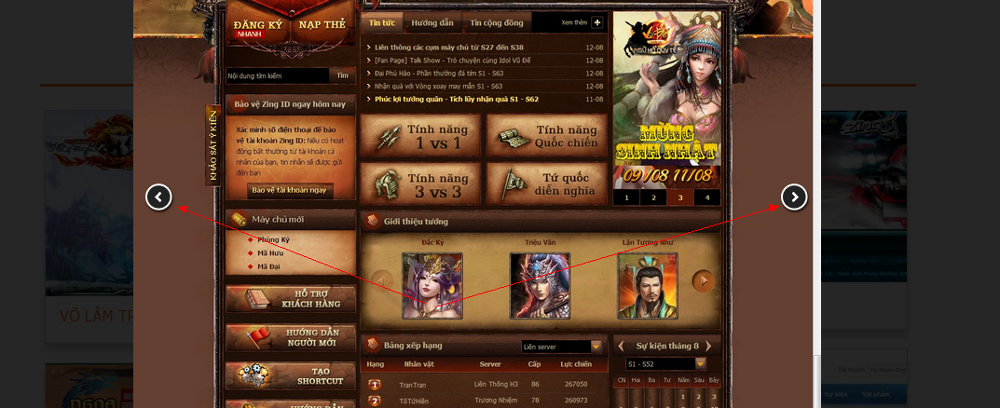 ĐĂNG KÝ
NHANH
NẠP THẺ
Nội dung tìm kiếm
Tìm
Bảo vệ Zing ID ngay hôm nay
Xác minh số điện thoại để bảo
vệ tài khoản Zing ID: Nếu có hoạt
động bất thường từ tài khoản cá
nhân của bạn, tin nhắn sẽ được gửi
đến bạn
Bảo vệ tài khoản ngay
KHẢO SÁT Ý KIẾN
Máy chủ mới
Phùng Kỷ
Mã Hưu
Mã Đại
HỖ TRỢ
KHÁCH HÀNG
HƯỚNG DẪN
NGƯỜI MỚI
TẠO
SHORTCUT
HƯỚNG DẪN
Tin tức
Hướng dẫn
Tin cộng đồng
Xem thêm
Liên thông các cụm máy chủ từ S27 đến S38 12-08
[Fan Page] Talk Show - Trò chuyện cùng Idol Vũ Đế 12-08
Đại Phú Hào - Phần thưởng đá tím S1 - S63 12-08
Nhận quà với Vòng xoay may mắn S1 - S63 12-08
Phúc lợi tướng quân - Tích lũy nhận quà S1 - S62 11-08
Tính năng
1 vs 1
Tính năng
Quốc chiến
Tính năng
3 vs 3
Tứ quốc
diễn nghĩa
NGŨ HỔ QUY TỀ
MỪNG
SINH NHẬT
09/08 11/08
1 2 3 4
Giới thiệu tướng
Đắc Kỷ
Triệu Vân
Lận Tương Như
Bảng xếp hạng
Liên server
Hạng Nhân vật Server Cấp Lực chiến
1 TranTran Liên Thông H3 86 267050
2 TôTửHiền Trương Nhiệm 78 260973
Sự kiện tháng 8
S1 - S52
CN Hai Ba Tư Năm Sáu Bảy
1 2 3
VÕ LÂM TR